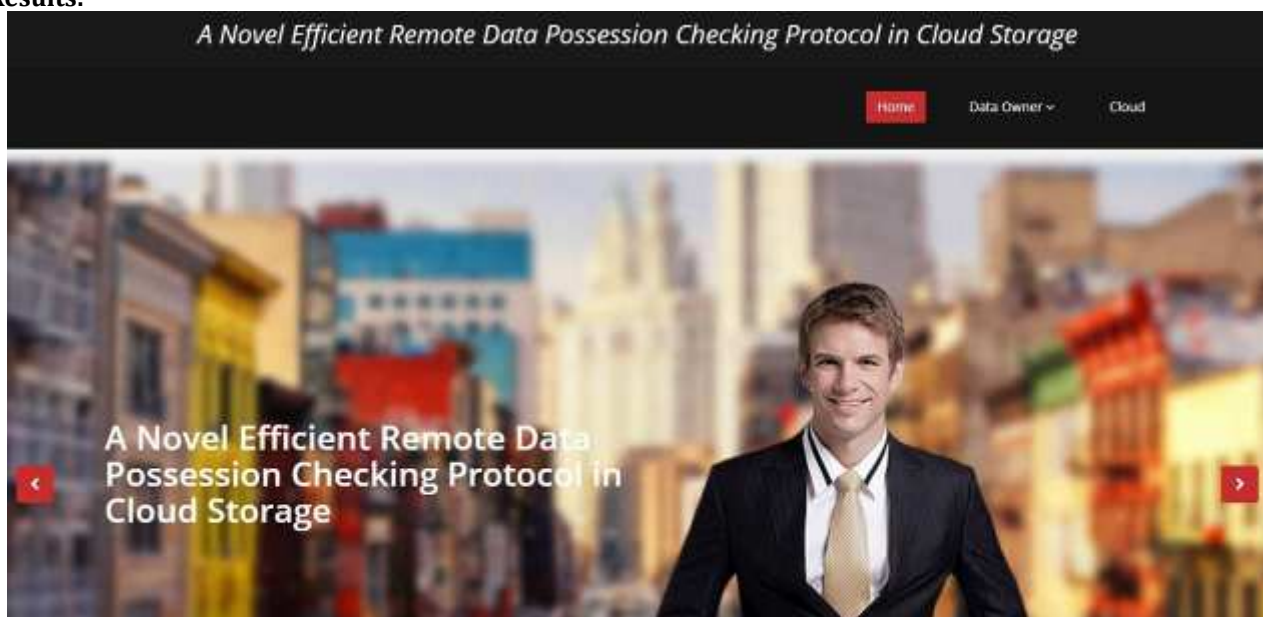 Results:
A Novel Efficient Remote Data Possession Checking Protocol in Cloud Storage
Home Data Owner Cloud
A Novel Efficient Remote Data
Possession Checking Protocol in
Cloud Storage